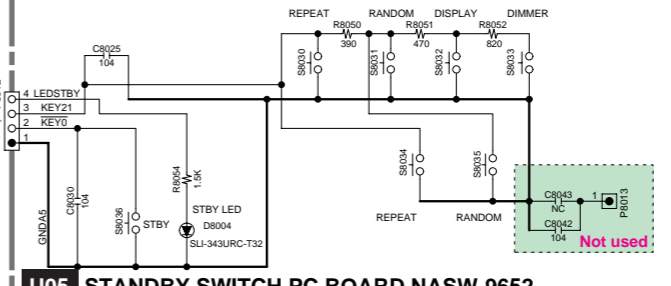 REPEAT RANDOM DISPLAY DIMMER
R8050 R8051 R8052
390 470 820
C8025
104
S8030 S8031 S8032 S8033
4 LEDSTBY
3 KEY21
2 KEY0
1
S8034 S8035
R8054 1.5K
C8030 104
GNDA5
S8036 STBY
STBY LED
D8004
SLI-343URC-T32
REPEAT RANDOM
C8043
NC
1
P8013
C8042
104
Not used
U05 STANDBY SWITCH PC BOARD NASW-9652